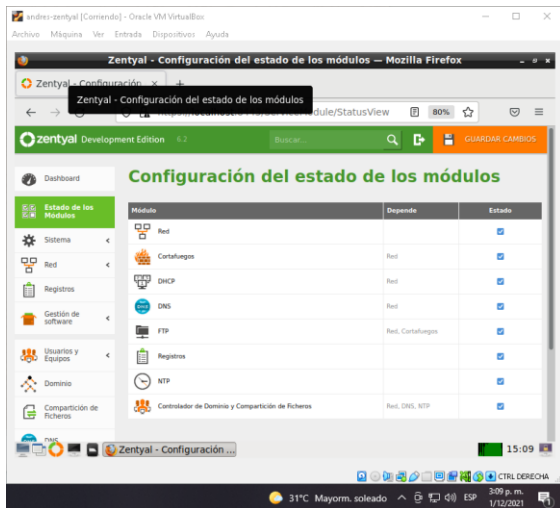 andres-zentyal [Corriendo] - Oracle VM VirtualBox
Archivo Máquina Ver Entrada Dispositivos Ayuda
Zentyal - Configuración del estado de los módulos — Mozilla Firefox
Zentyal - Configuración
Zentyal - Configuración del estado de los módulos
80%
zentyal Development Edition 6.2
Buscar...
GUARDAR CAMBIOS
Dashboard
Estado de los
Módulos
Sistema
Red
Registros
Gestión de
software
Usuarios y
Equipos
Dominio
Compartición de
Ficheros
DNS
Configuración del estado de los módulos
Módulo Depende Estado
Red
Cortafuegos Red
DHCP Red
DNS Red
FTP Red, Cortafuegos
Registros
NTP
Controlador de Dominio y Compartición de Ficheros Red, DNS, NTP
Zentyal - Configuración ...
15:09
CTRL DERECHA
31°C Mayorm. soleado
ESP
3:09 p. m.
1/12/2021